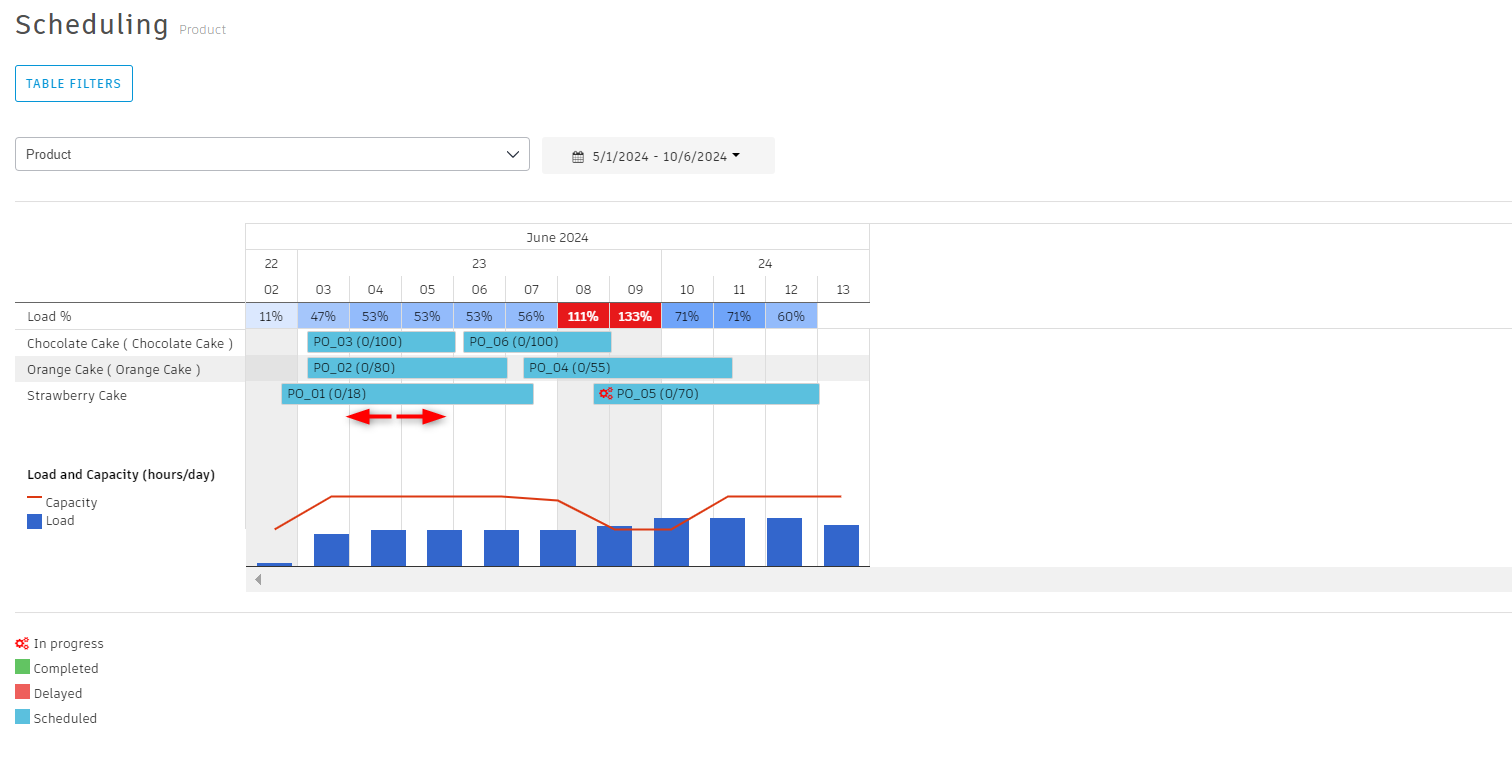 Scheduling Product
TABLE FILTERS
Product
5/1/2024 - 10/6/2024
June 2024
22 23 24
02 03 04 05 06 07 08 09 10 11 12 13
Load % 11% 47% 53% 53% 53% 56% 111% 133% 71% 71% 60%
Chocolate Cake ( Chocolate Cake ) PO_03 (0/100) PO_06 (0/100)
Orange Cake ( Orange Cake ) PO_02 (0/80) PO_04 (0/55)
Strawberry Cake PO_01 (0/18) PO_05 (0/70)
Load and Capacity (hours/day)
Capacity
Load
In progress
Completed
Delayed
Scheduled